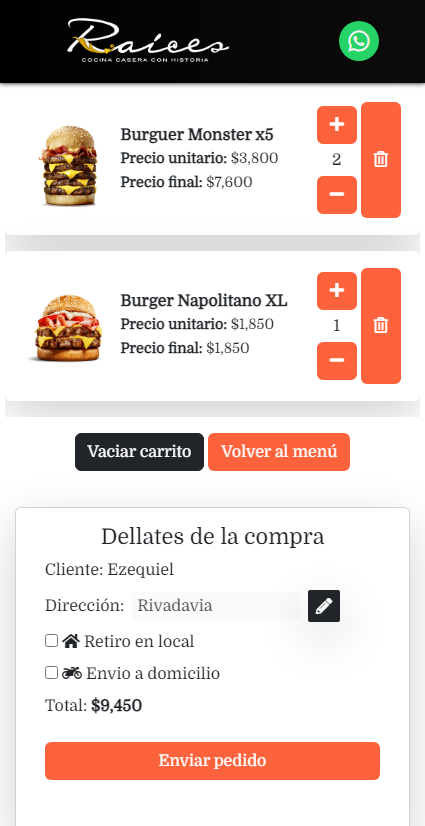 Raíces
COCINA CASERA CON HISTORIA
Burguer Monster x5
Precio unitario: $3,800
Precio final: $7,600
2
Burger Napolitano XL
Precio unitario: $1,850
Precio final: $1,850
1
Vaciar carrito
Volver al menú
Dellates de la compra
Cliente: Ezequiel
Dirección: Rivadavia
Retiro en local
Envio a domicilio
Total: $9,450
Enviar pedido